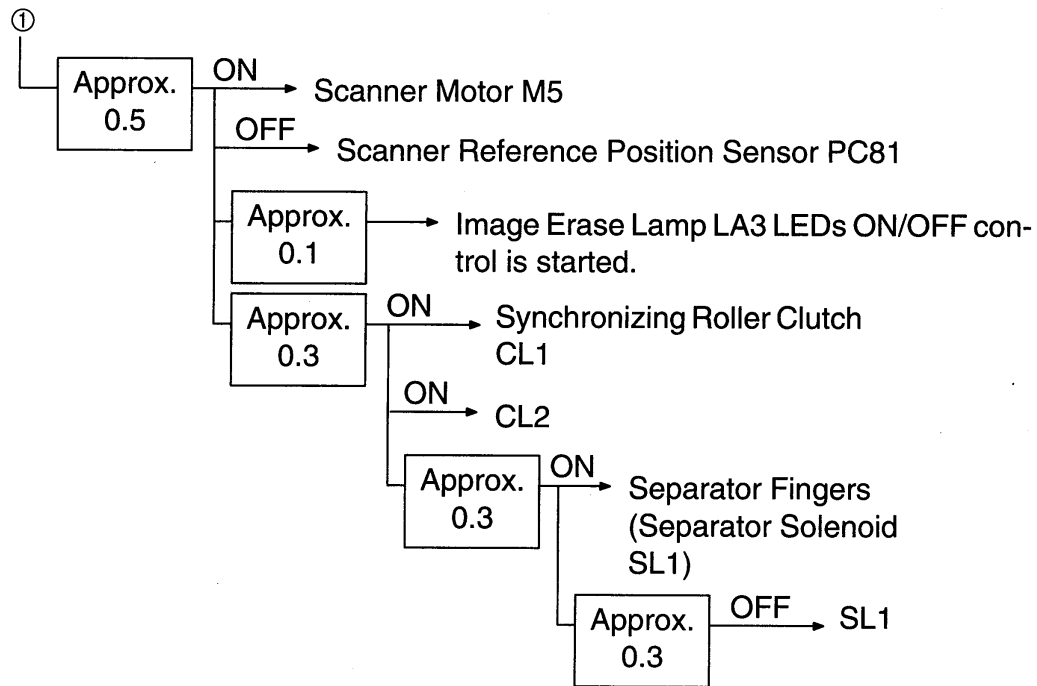 ①
Approx.
0.5
ON
Scanner Motor M5
OFF
Scanner Reference Position Sensor PC81
Approx.
0.1
Image Erase Lamp LA3 LEDs ON/OFF con-
trol is started.
Approx.
0.3
ON
Synchronizing Roller Clutch
CL1
ON
CL2
Approx.
0.3
ON
Separator Fingers
(Separator Solenoid
SL1)
Approx.
0.3
OFF
SL1